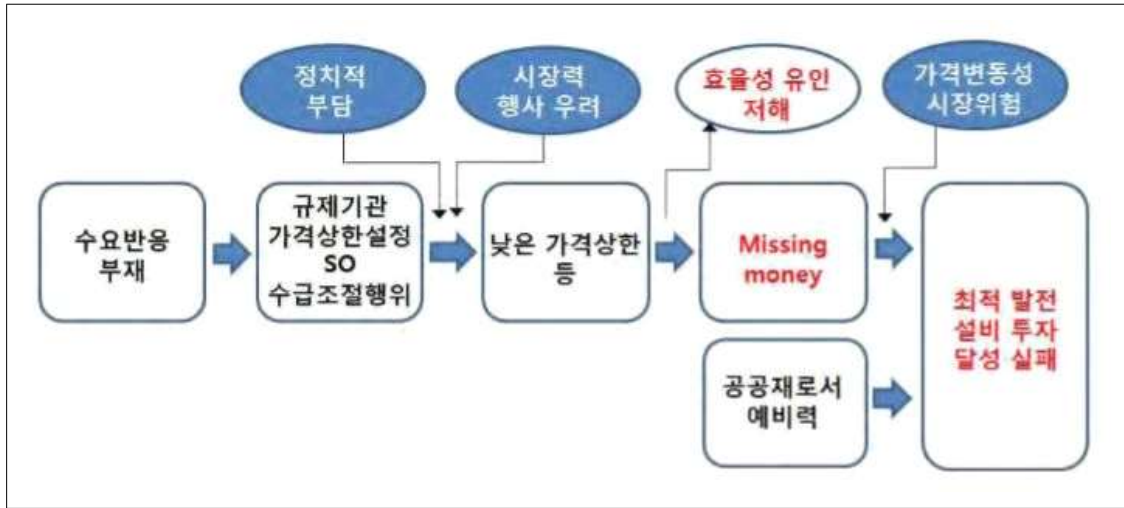 정치적
부담
시장력
행사 우려
효율성 유인
저해
가격변동성
시장위험
수요반응
부재
규제기관
가격상한설정
SO
수급조절행위
낮은 가격상한
등
Missing
money
최적 발전
설비 투자
달성 실패
공공재로서
예비력